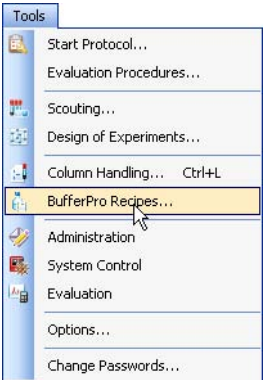 Tools
Start Protocol...
Evaluation Procedures...
Scouting...
Design of Experiments...
Column Handling... Ctrl+L
BufferPro Recipes...
Administration
System Control
Evaluation
Options...
Change Passwords...